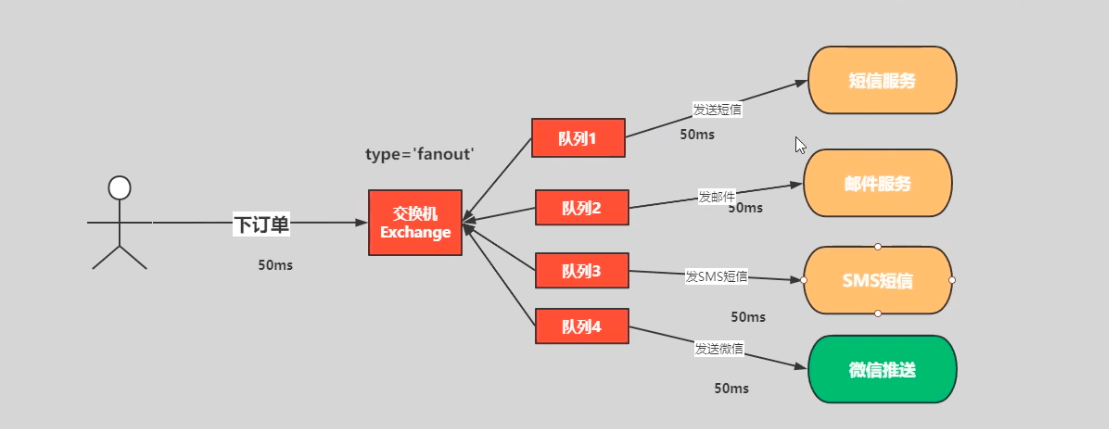 短信服务
发送短信
50ms
队列1
type='fanout'
邮件服务
发邮件
50ms
队列2
交换机
Exchange
下订单
50ms
队列3
发SMS短信
SMS短信
50ms
队列4
发送微信
微信推送
50ms